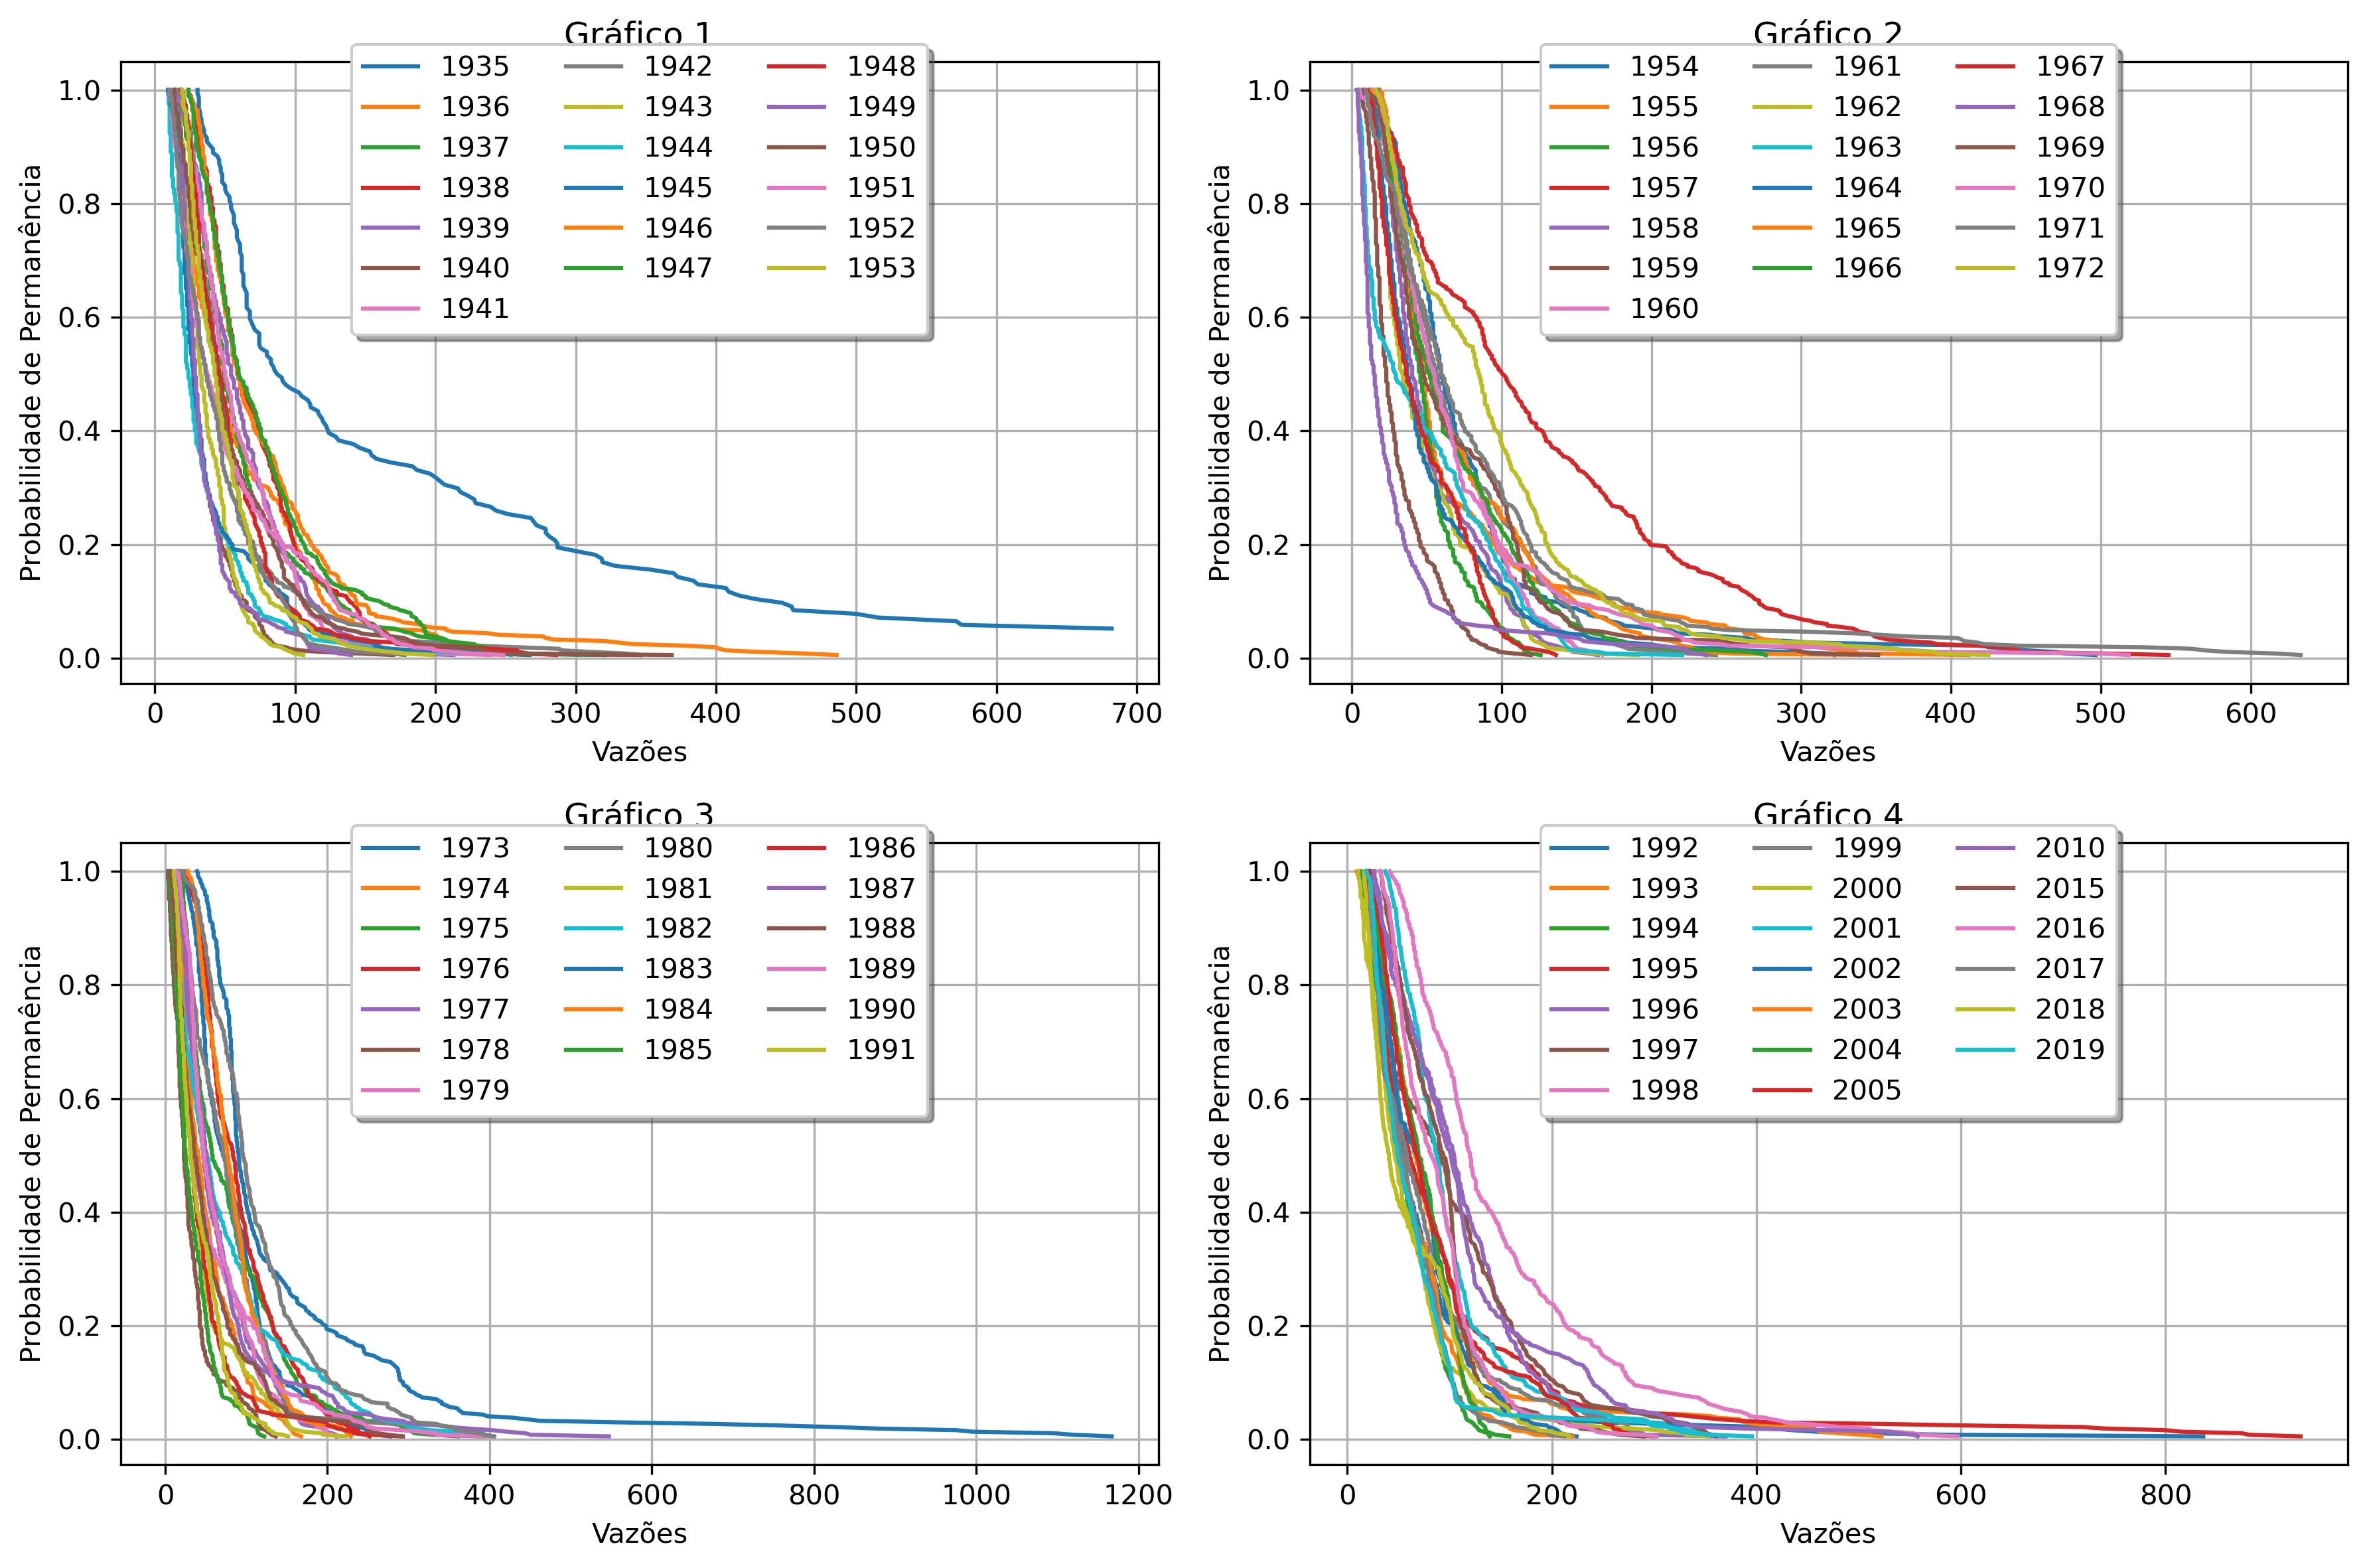 Gráfico 1
1935 1942 1948
1936 1943 1949
1937 1944 1950
1938 1945 1951
1939 1946 1952
1940 1947 1953
1941
Probabilidade de Permanência
1.0
0.8
0.6
0.4
0.2
0.0
0 100 200 300 400 500 600 700
Vazões
Gráfico 2
1954 1961 1967
1955 1962 1968
1956 1963 1969
1957 1964 1970
1958 1965 1971
1959 1966 1972
1960
Probabilidade de Permanência
1.0
0.8
0.6
0.4
0.2
0.0
0 100 200 300 400 500 600
Vazões
Gráfico 3
1973 1980 1986
1974 1981 1987
1975 1982 1988
1976 1983 1989
1977 1984 1990
1978 1985 1991
1979
Probabilidade de Permanência
1.0
0.8
0.6
0.4
0.2
0.0
0 200 400 600 800 1000 1200
Vazões
Gráfico 4
1992 1999 2010
1993 2000 2015
1994 2001 2016
1995 2002 2017
1996 2003 2018
1997 2004 2019
1998 2005
Probabilidade de Permanência
1.0
0.8
0.6
0.4
0.2
0.0
0 200 400 600 800
Vazões